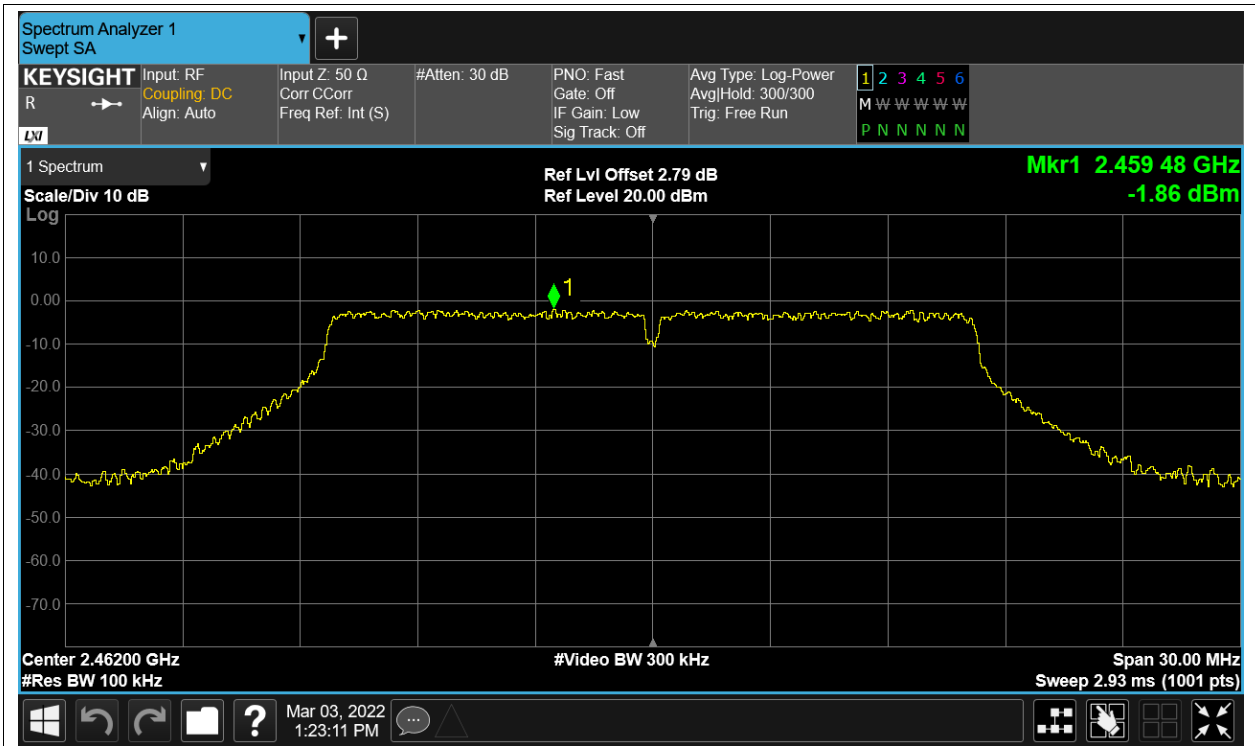 Spectrum Analyzer 1
Swept SA
KEYSIGHT
R
LXI
Input: RF
Coupling: DC
Align: Auto
Input Z: 50 Ω
Corr CCorr
Freq Ref: Int (S)
#Atten: 30 dB
PNO: Fast
Gate: Off
IF Gain: Low
Sig Track: Off
Avg Type: Log-Power
Avg|Hold: 300/300
Trig: Free Run
1 2 3 4 5 6
M W W W W W
P N N N N N
1 Spectrum
Scale/Div 10 dB
Ref Lvl Offset 2.79 dB
Ref Level 20.00 dBm
Mkr1 2.459 48 GHz
-1.86 dBm
Log
10.0
0.00
-10.0
-20.0
-30.0
-40.0
-50.0
-60.0
-70.0
1
Center 2.46200 GHz
#Res BW 100 kHz
#Video BW 300 kHz
Span 30.00 MHz
Sweep 2.93 ms (1001 pts)
?
Mar 03, 2022
1:23:11 PM